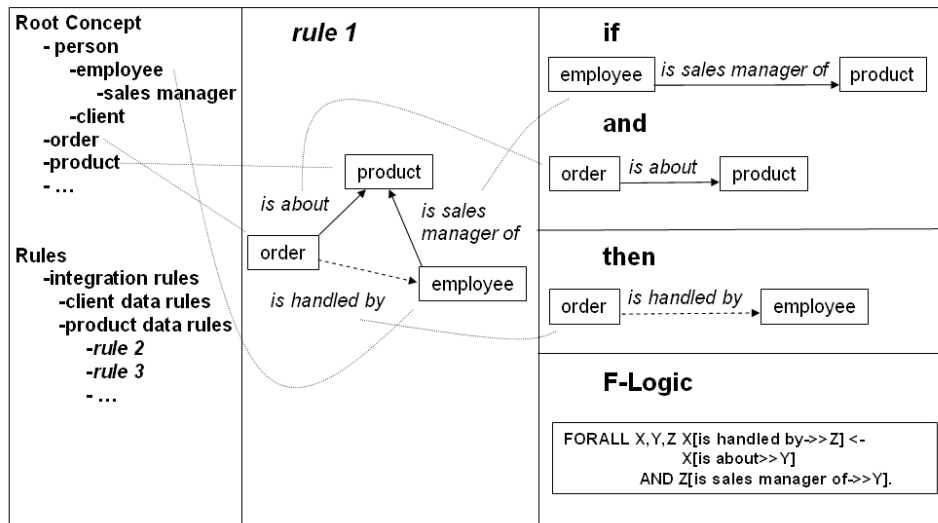 Root Concept
- person
-employee
-sales manager
-client
-order
-product
- ...
Rules
-integration rules
-client data rules
-product data rules
-rule 2
-rule 3
- ...
rule 1
product
is about
is sales
manager of
order
employee
is handled by
if
employee
is sales manager of
product
and
order
is about
product
then
order
is handled by
employee
F-Logic
FORALL X,Y,Z X[is handled by->>Z] <-
X[is about>>Y]
AND Z[is sales manager of->>Y].